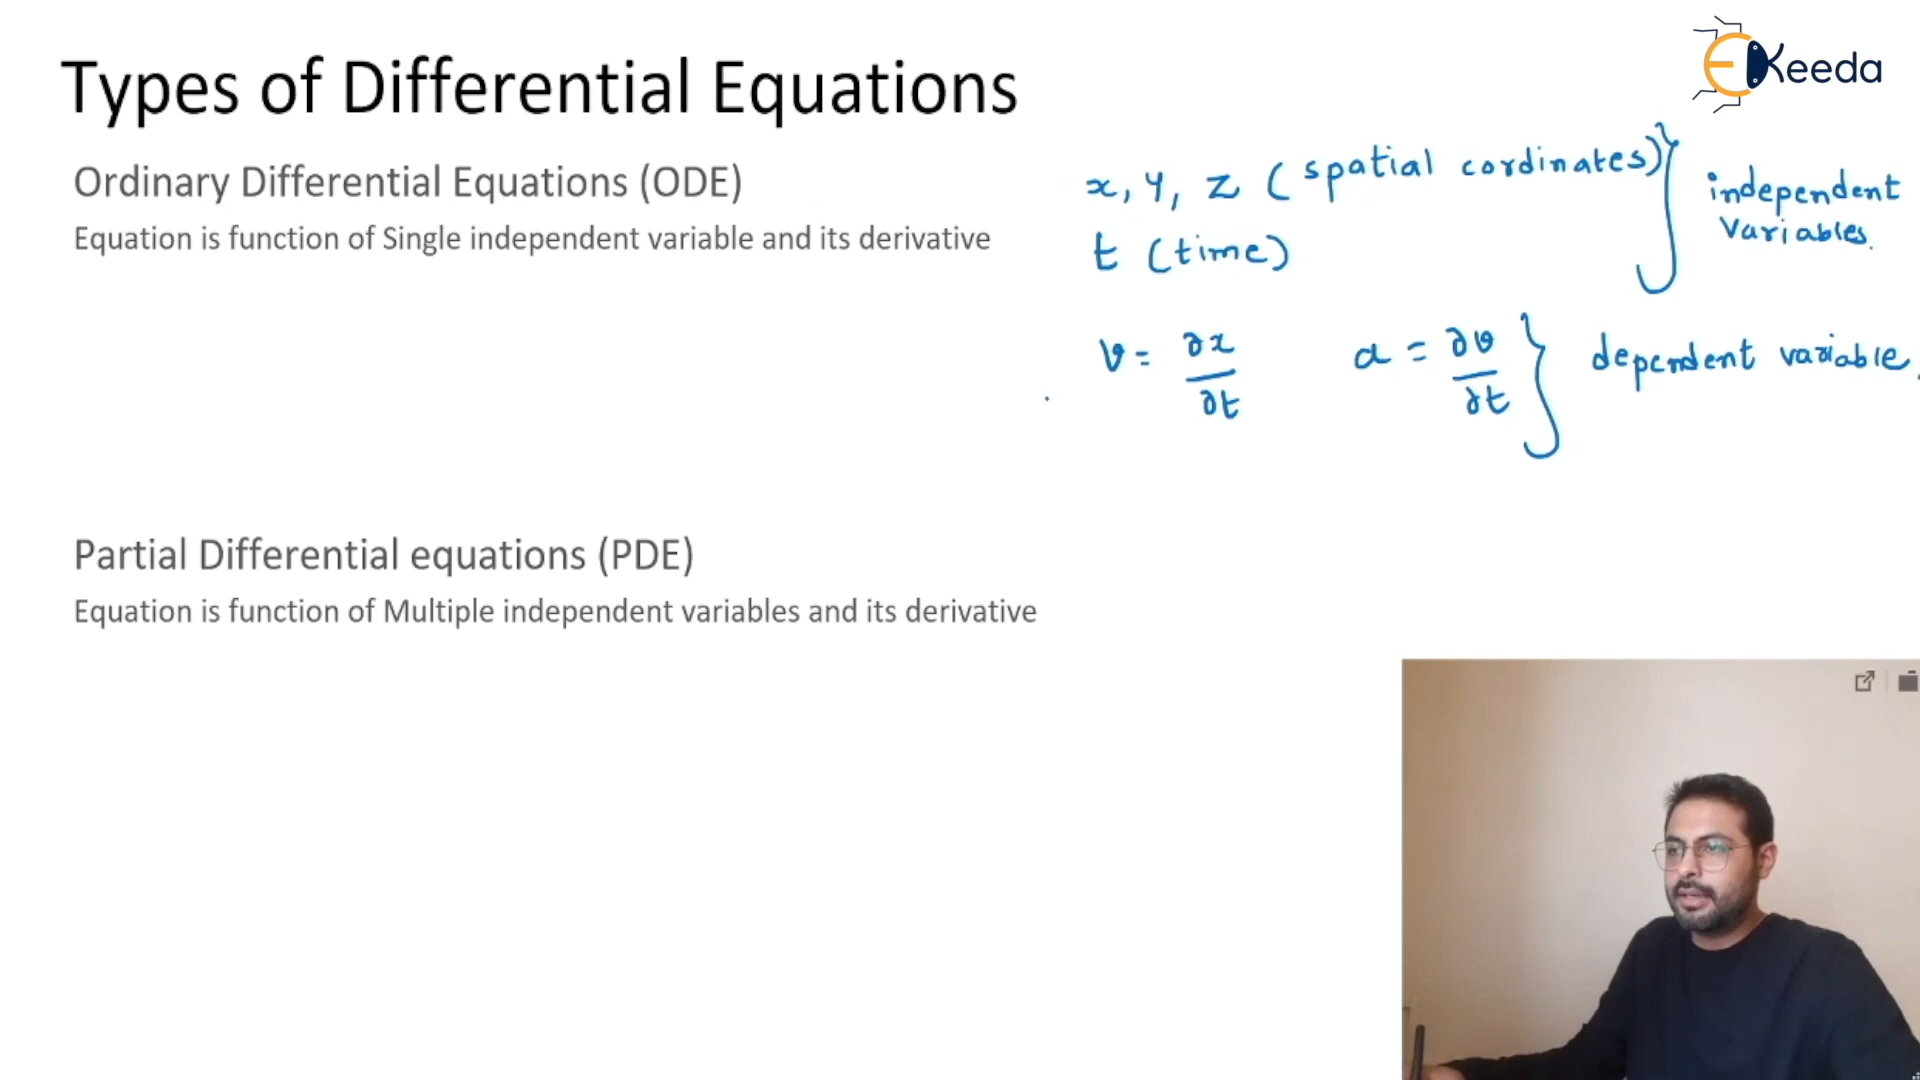 Types of Differential Equations
EKeeda
Ordinary Differential Equations (ODE)
Equation is function of Single independent variable and its derivative
x, y, z (spatial cordinates)
t (time)
independent
variables.
v = ∂x/∂t
a = ∂v/∂t
dependent variable.
Partial Differential equations (PDE)
Equation is function of Multiple independent variables and its derivative